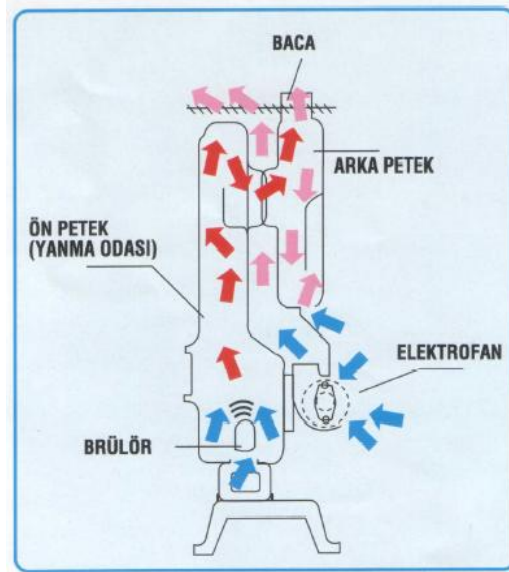 BACA
ARKA PETEK
ÖN PETEK
(YANMA ODASI)
ELEKTROFAN
BRÜLÖR